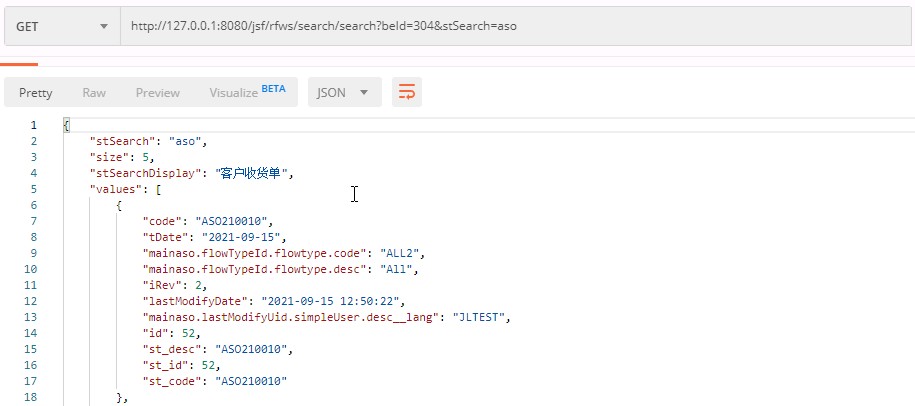 GET http://127.0.0.1:8080/jsf/rfws/search/search?beId=304&stSearch=aso
Pretty Raw Preview Visualize BETA JSON
1 {
2 "stSearch": "aso",
3 "size": 5,
4 "stSearchDisplay": "客户收货单",
5 "values": [
6 {
7 "code": "ASO210010",
8 "tDate": "2021-09-15",
9 "mainaso.flowTypeId.flowtype.code": "ALL2",
10 "mainaso.flowTypeId.flowtype.desc": "All",
11 "iRev": 2,
12 "lastModifyDate": "2021-09-15 12:50:22",
13 "mainaso.lastModifyUid.simpleUser.desc__lang": "JLTEST",
14 "id": 52,
15 "st_desc": "ASO210010",
16 "st_id": 52,
17 "st_code": "ASO210010"
18 },